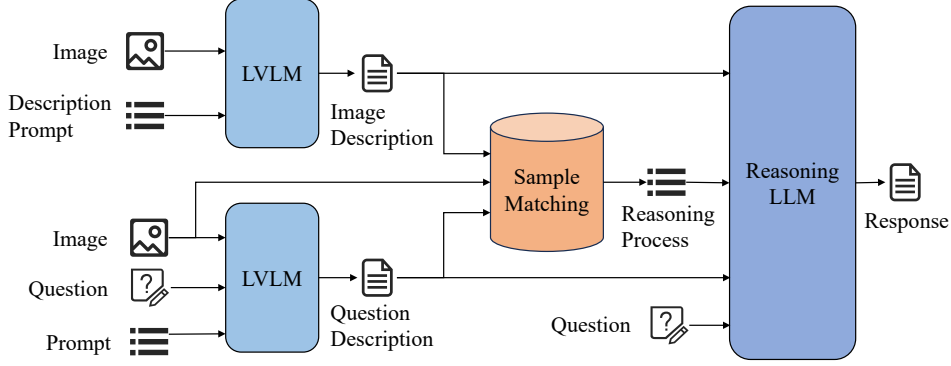 Image
LVLM
Description
Prompt
Image
Description
Sample
Matching
Reasoning
Process
Reasoning
LLM
Response
Image
Question
?
LVLM
Question
Description
Prompt
Question
?